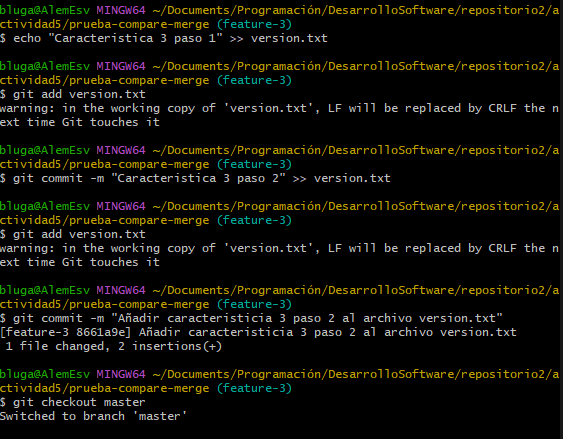 bluga@AlemEsv MINGW64 ~/Documents/Programación/DesarrolloSoftware/repositorio2/a
ctividad5/prueba-compare-merge (feature-3)
$ echo "Caracteristica 3 paso 1" >> version.txt
bluga@AlemEsv MINGW64 ~/Documents/Programación/DesarrolloSoftware/repositorio2/a
ctividad5/prueba-compare-merge (feature-3)
$ git add version.txt
warning: in the working copy of 'version.txt', LF will be replaced by CRLF the n
ext time Git touches it
bluga@AlemEsv MINGW64 ~/Documents/Programación/DesarrolloSoftware/repositorio2/a
ctividad5/prueba-compare-merge (feature-3)
$ git commit -m "Caracteristica 3 paso 2" >> version.txt
bluga@AlemEsv MINGW64 ~/Documents/Programación/DesarrolloSoftware/repositorio2/a
ctividad5/prueba-compare-merge (feature-3)
$ git add version.txt
warning: in the working copy of 'version.txt', LF will be replaced by CRLF the n
ext time Git touches it
bluga@AlemEsv MINGW64 ~/Documents/Programación/DesarrolloSoftware/repositorio2/a
ctividad5/prueba-compare-merge (feature-3)
$ git commit -m "Añadir caracteristicia 3 paso 2 al archivo version.txt"
[feature-3 8661a9e] Añadir caracteristicia 3 paso 2 al archivo version.txt
1 file changed, 2 insertions(+)
bluga@AlemEsv MINGW64 ~/Documents/Programación/DesarrolloSoftware/repositorio2/a
ctividad5/prueba-compare-merge (feature-3)
$ git checkout master
Switched to branch 'master'